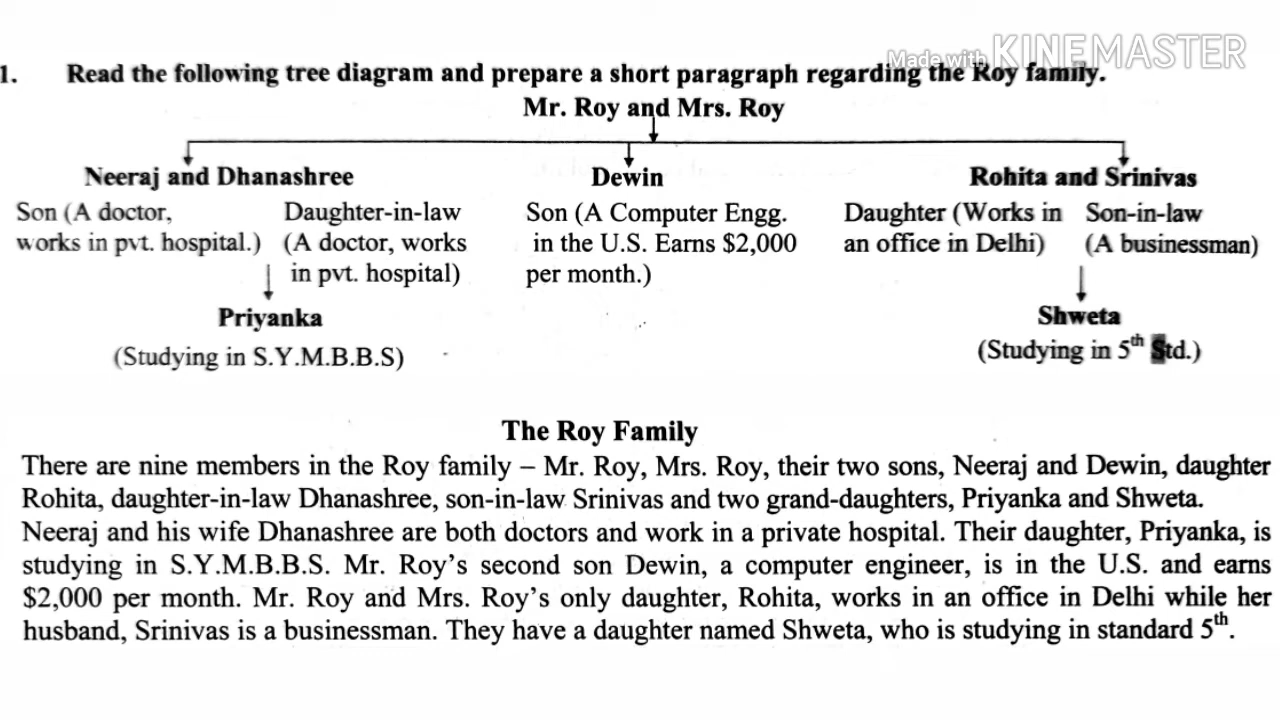 Made with KINEMASTER
1. Read the following tree diagram and prepare a short paragraph regarding the Roy family.
Mr. Roy and Mrs. Roy
Neeraj and Dhanashree Dewin Rohita and Srinivas
Son (A doctor, Daughter-in-law Son (A Computer Engg. Daughter (Works in Son-in-law
works in pvt. hospital.) (A doctor, works in the U.S. Earns $2,000 an office in Delhi) (A businessman)
in pvt. hospital) per month.)
Priyanka Shweta
(Studying in S.Y.M.B.B.S) (Studying in 5th Std.)
The Roy Family
There are nine members in the Roy family – Mr. Roy, Mrs. Roy, their two sons, Neeraj and Dewin, daughter
Rohita, daughter-in-law Dhanashree, son-in-law Srinivas and two grand-daughters, Priyanka and Shweta.
Neeraj and his wife Dhanashree are both doctors and work in a private hospital. Their daughter, Priyanka, is
studying in S.Y.M.B.B.S. Mr. Roy's second son Dewin, a computer engineer, is in the U.S. and earns
$2,000 per month. Mr. Roy and Mrs. Roy's only daughter, Rohita, works in an office in Delhi while her
husband, Srinivas is a businessman. They have a daughter named Shweta, who is studying in standard 5th.